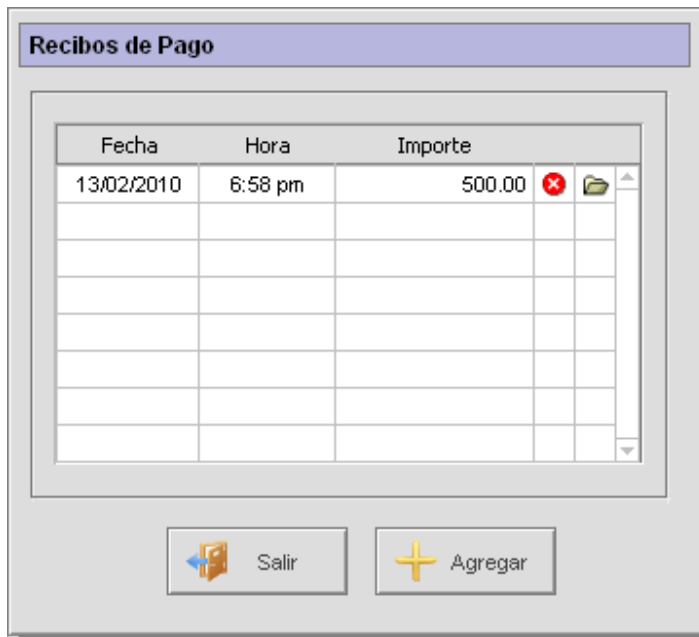 Recibos de Pago
Fecha Hora Importe
13/02/2010 6:58 pm 500.00
Salir Agregar